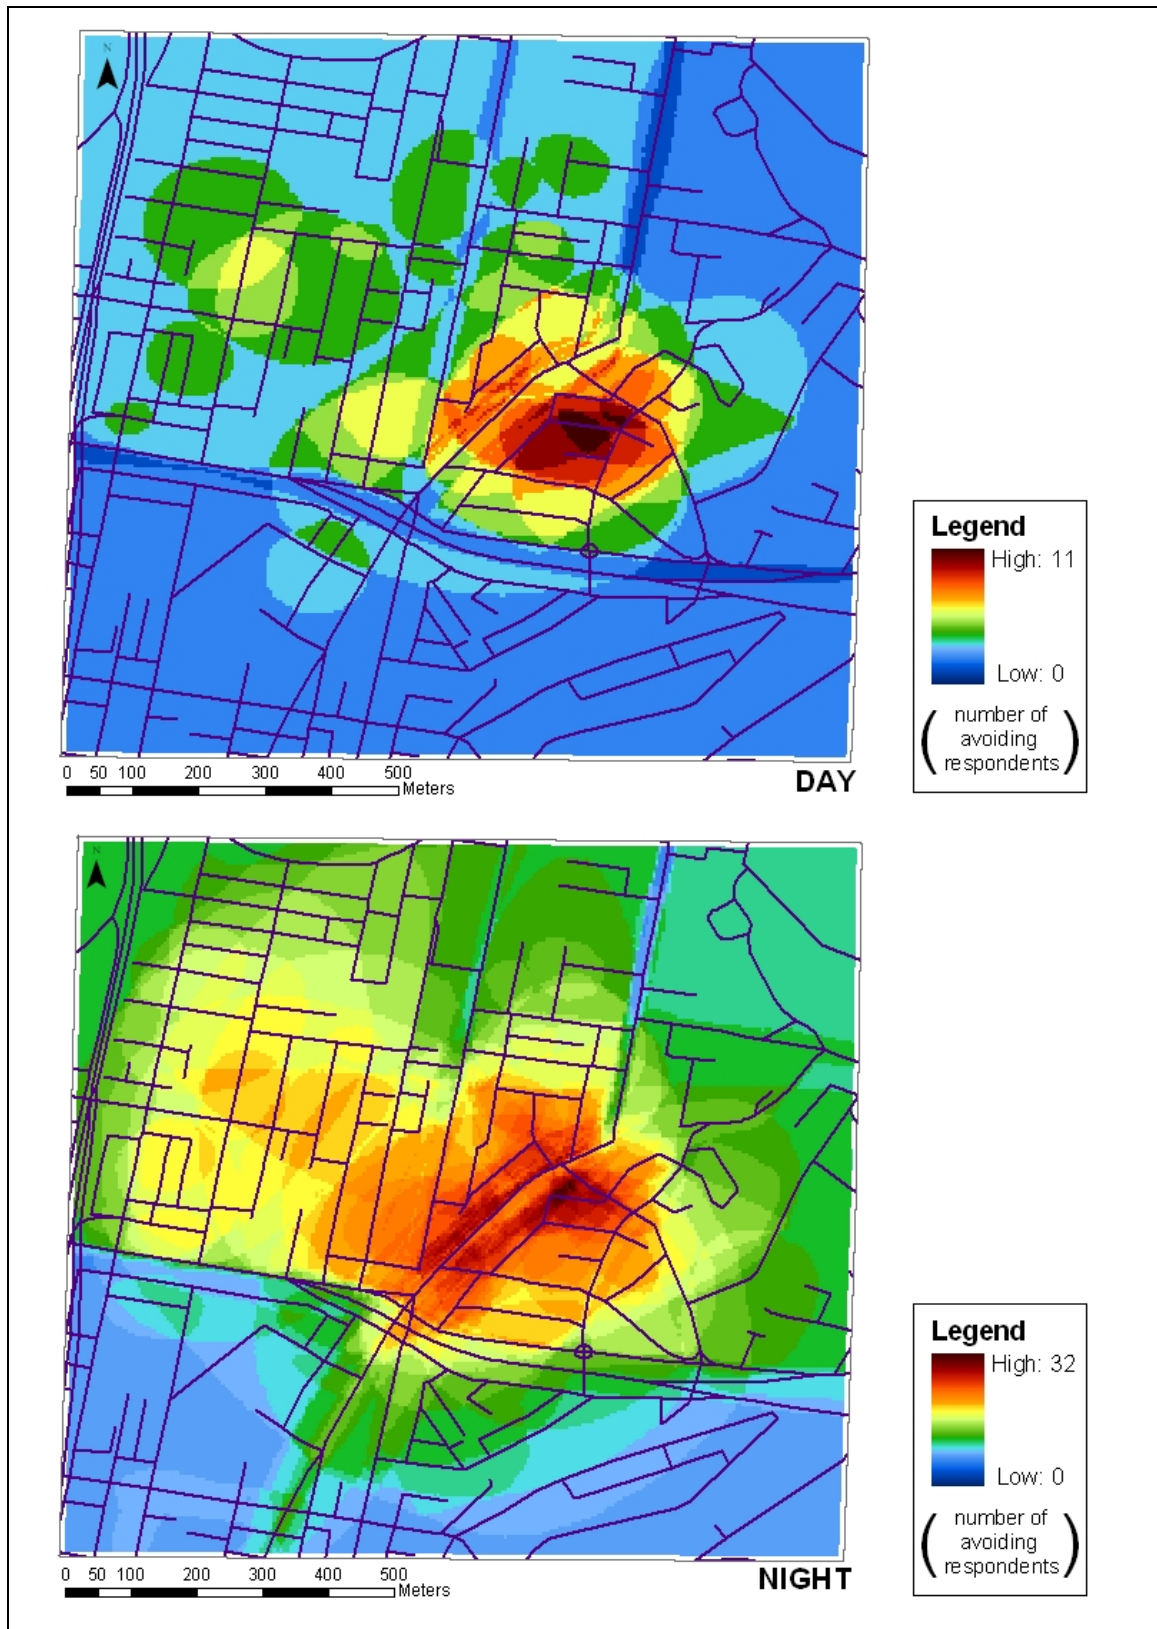 N
Legend
High: 11
Low: 0
( number of
avoiding
respondents )
0 50 100 200 300 400 500
Meters
DAY
N
Legend
High: 32
Low: 0
( number of
avoiding
respondents )
0 50 100 200 300 400 500
Meters
NIGHT